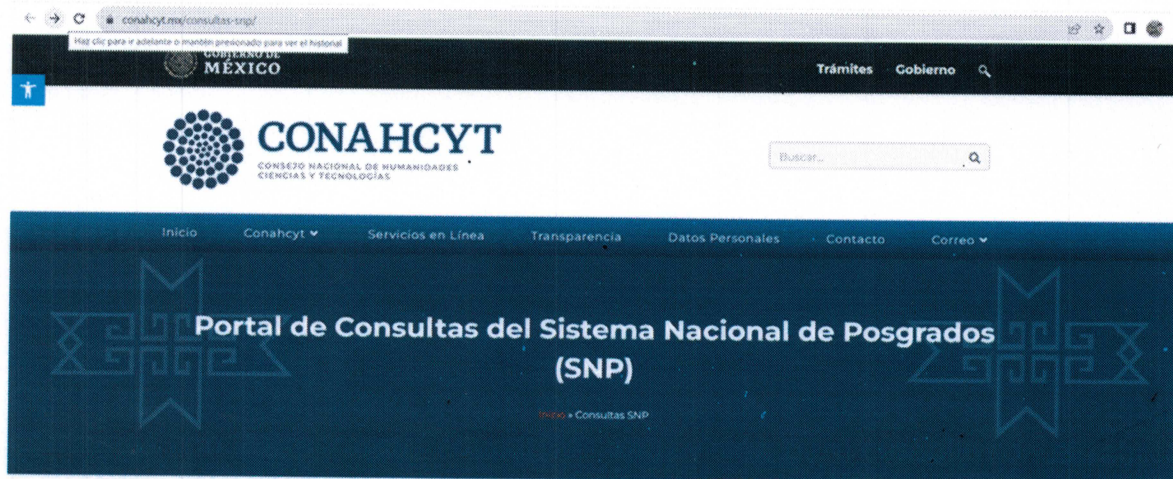 conahcyt.mx/consultas-snp/
Haz clic para ir adelante o mantén presionado para ver el historial
GOBIERNO DE
MÉXICO
Trámites Gobierno
CONAHCYT
CONSEJO NACIONAL DE HUMANIDADES
CIENCIAS Y TECNOLOGÍAS
Buscar...
Inicio Conahcyt Servicios en Línea Transparencia Datos Personales Contacto Correo
Portal de Consultas del Sistema Nacional de Posgrados
(SNP)
Inicio » Consultas SNP